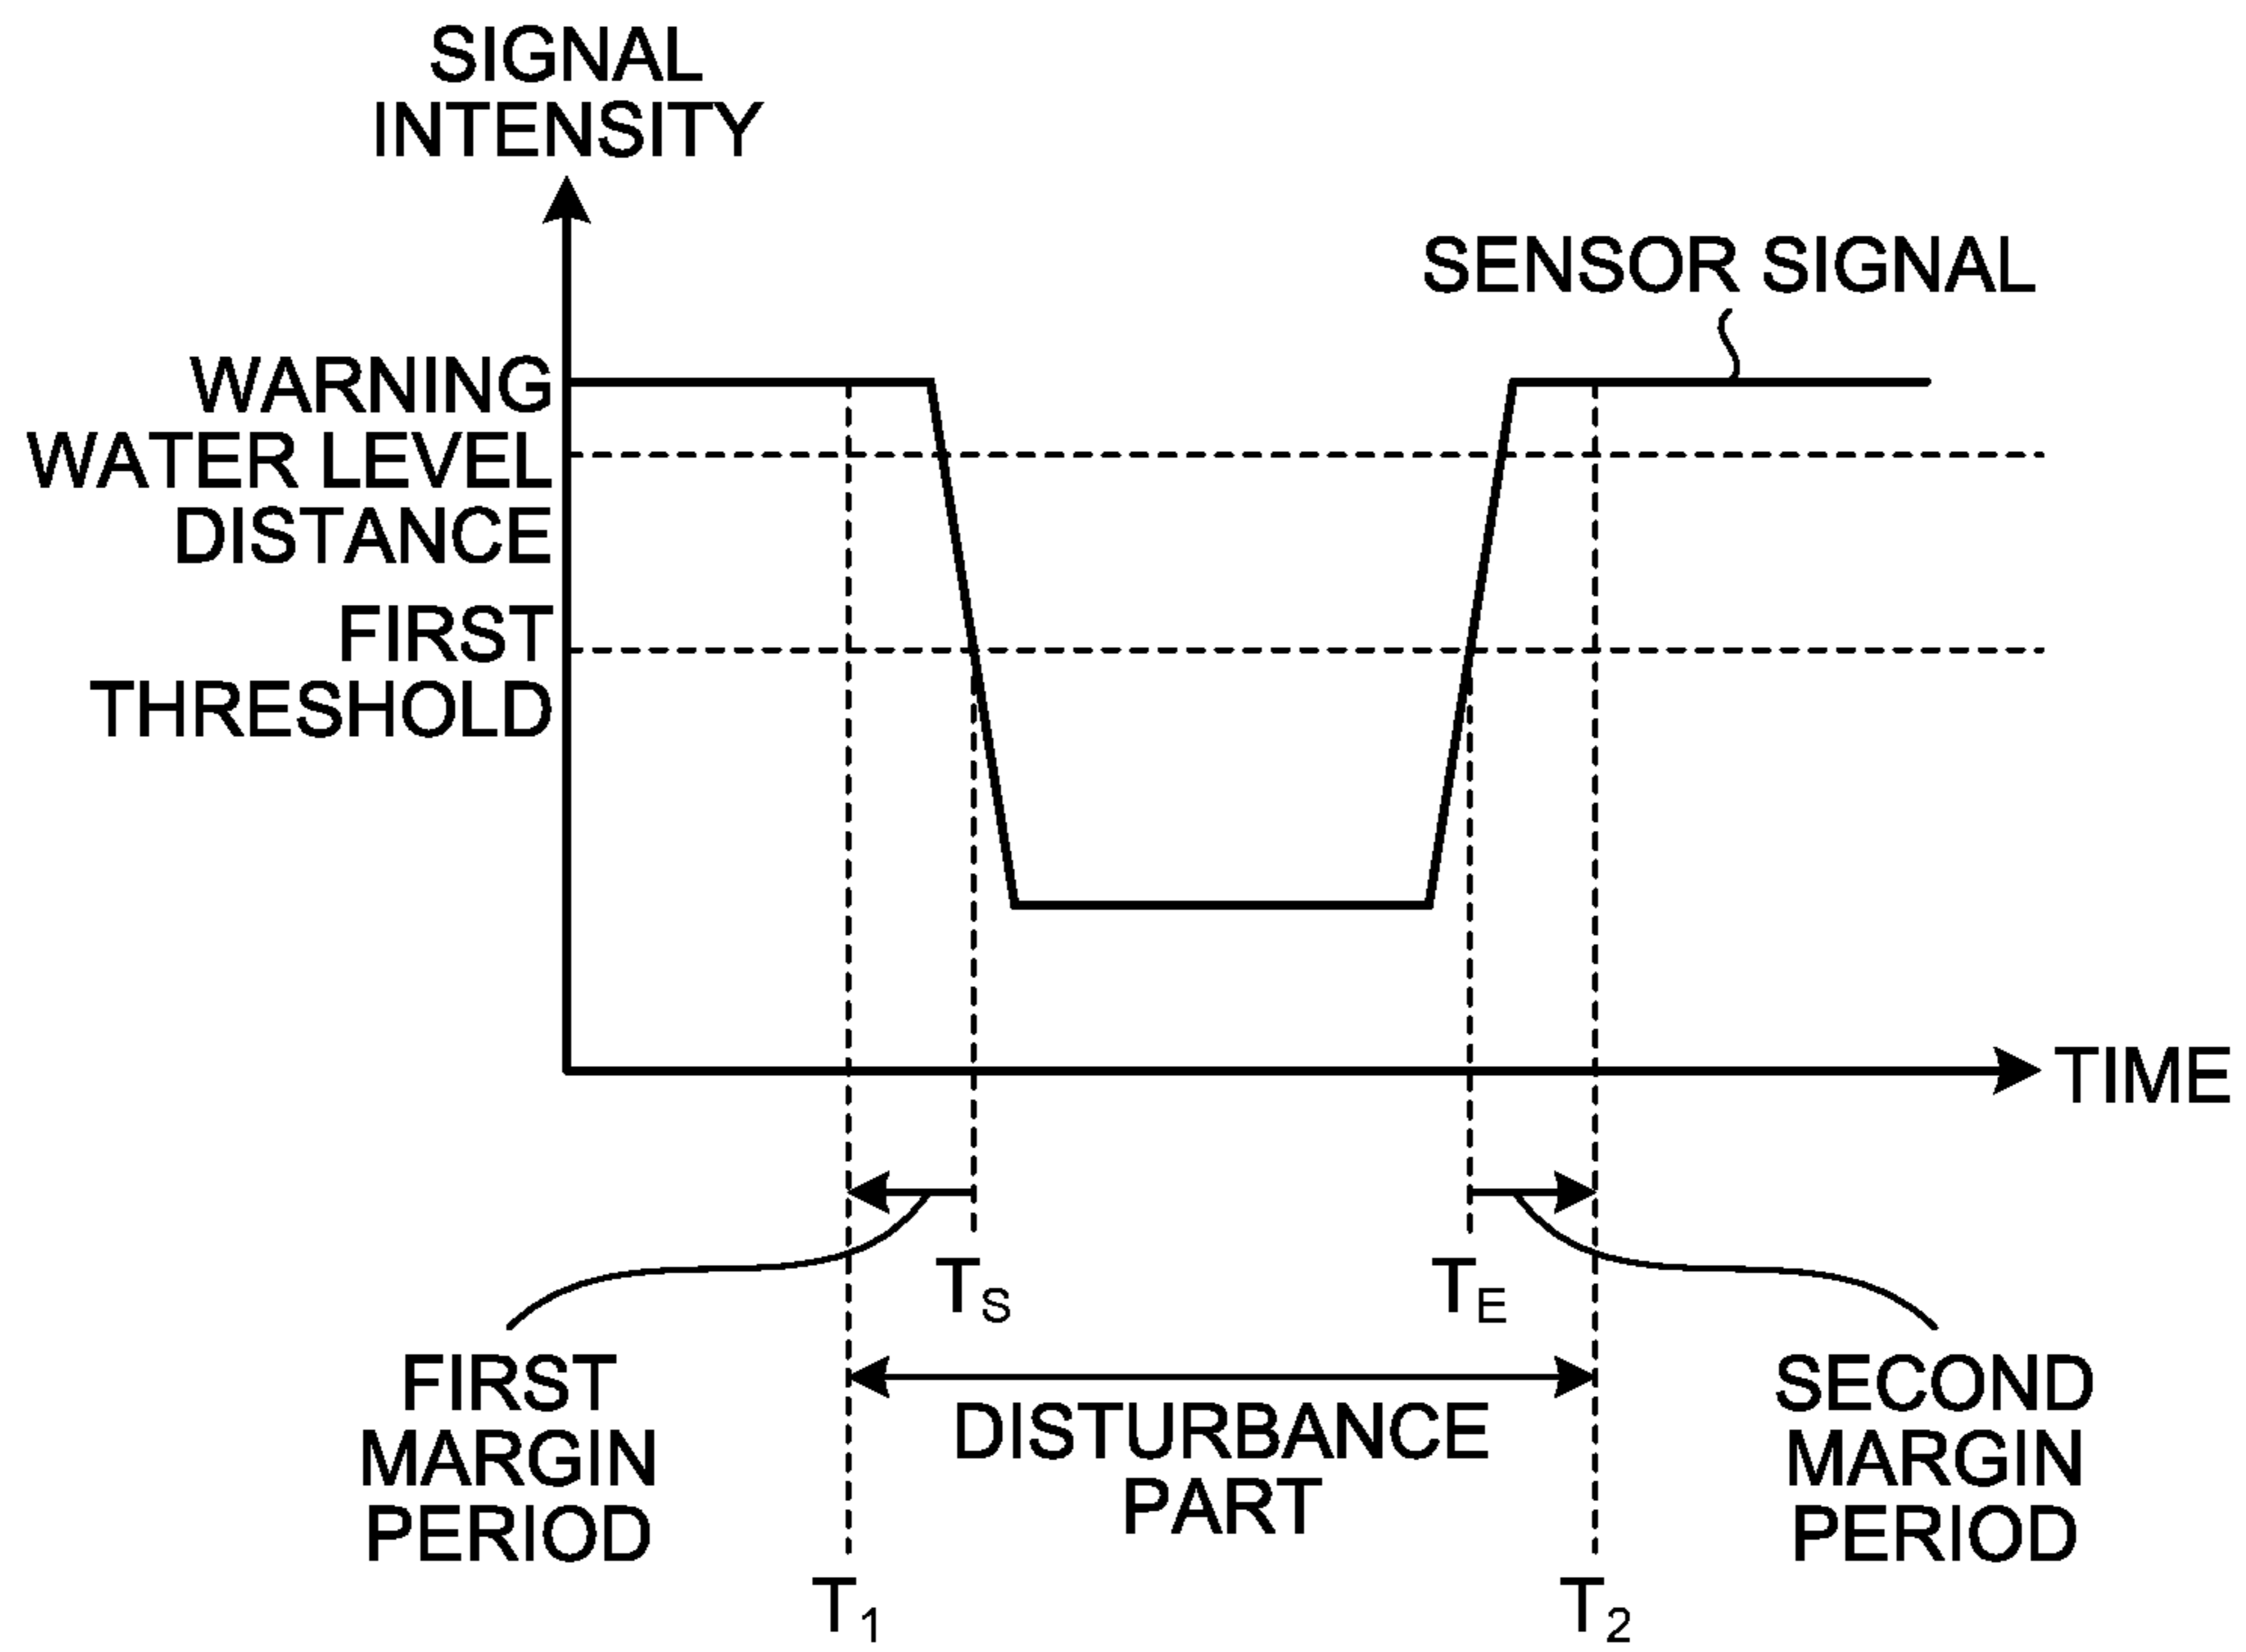 SIGNAL
INTENSITY
SENSOR SIGNAL
WARNING
WATER LEVEL
DISTANCE
FIRST
THRESHOLD
TIME
TS
TE
FIRST
MARGIN
PERIOD
DISTURBANCE
PART
SECOND
MARGIN
PERIOD
T1
T2